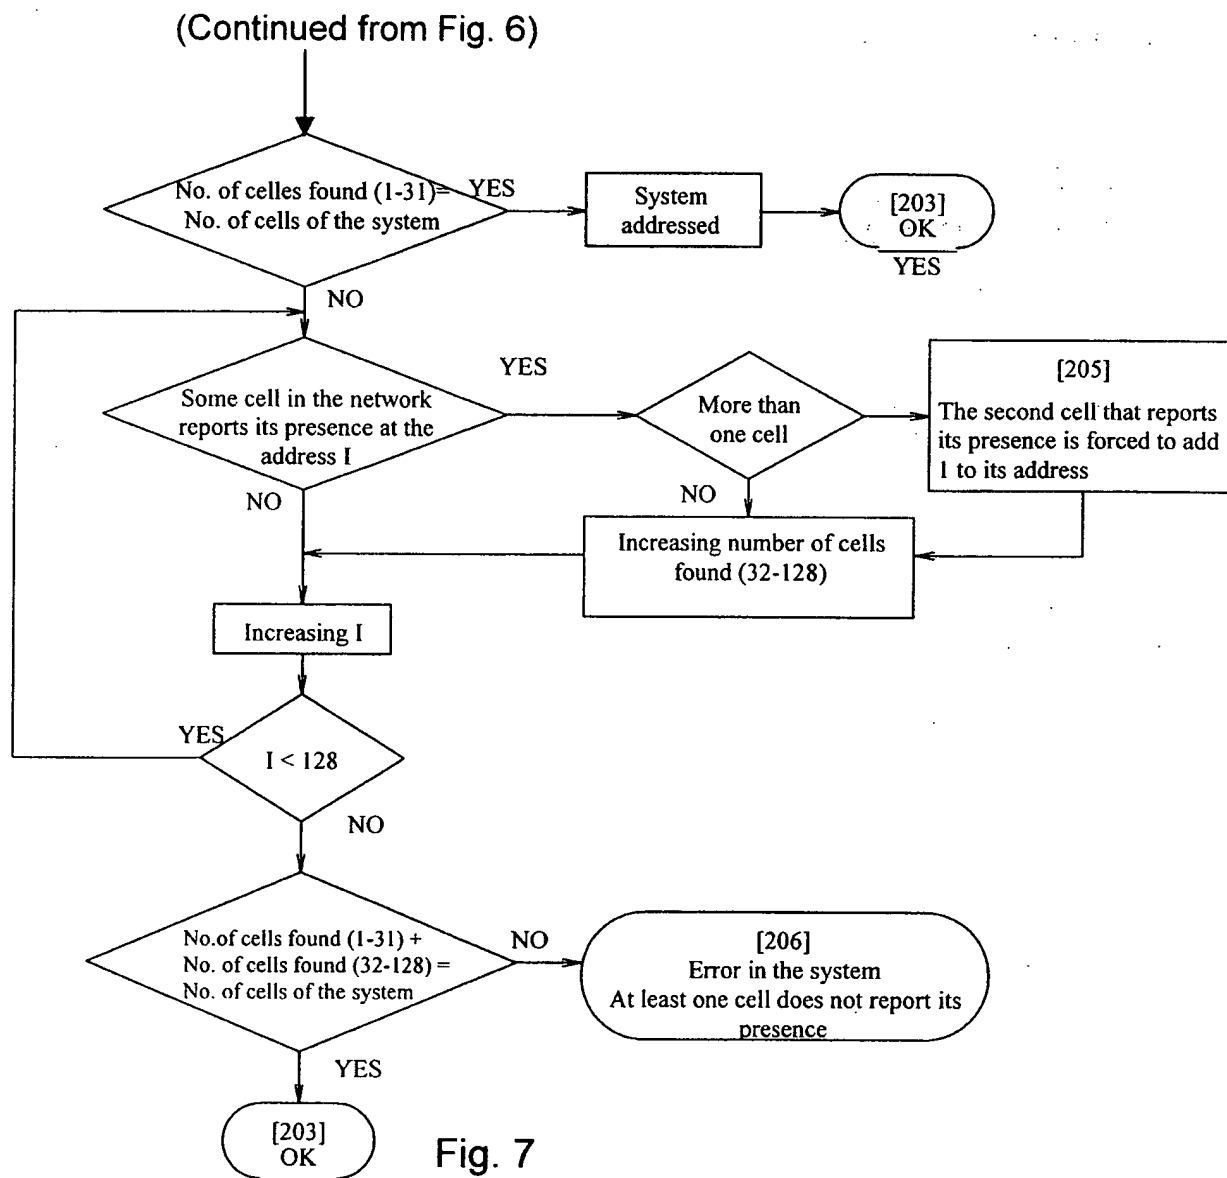 (Continued from Fig. 6)
No. of celles found (1-31)=
No. of cells of the system
YES
System
addressed
[203]
OK
YES
NO
Some cell in the network
reports its presence at the
address I
YES
More than
one cell
[205]
The second cell that reports
its presence is forced to add
1 to its address
NO
NO
Increasing number of cells
found (32-128)
Increasing I
YES
I < 128
NO
No.of cells found (1-31) +
No. of cells found (32-128) =
No. of cells of the system
NO
[206]
Error in the system
At least one cell does not report its
presence
YES
[203]
OK
Fig. 7